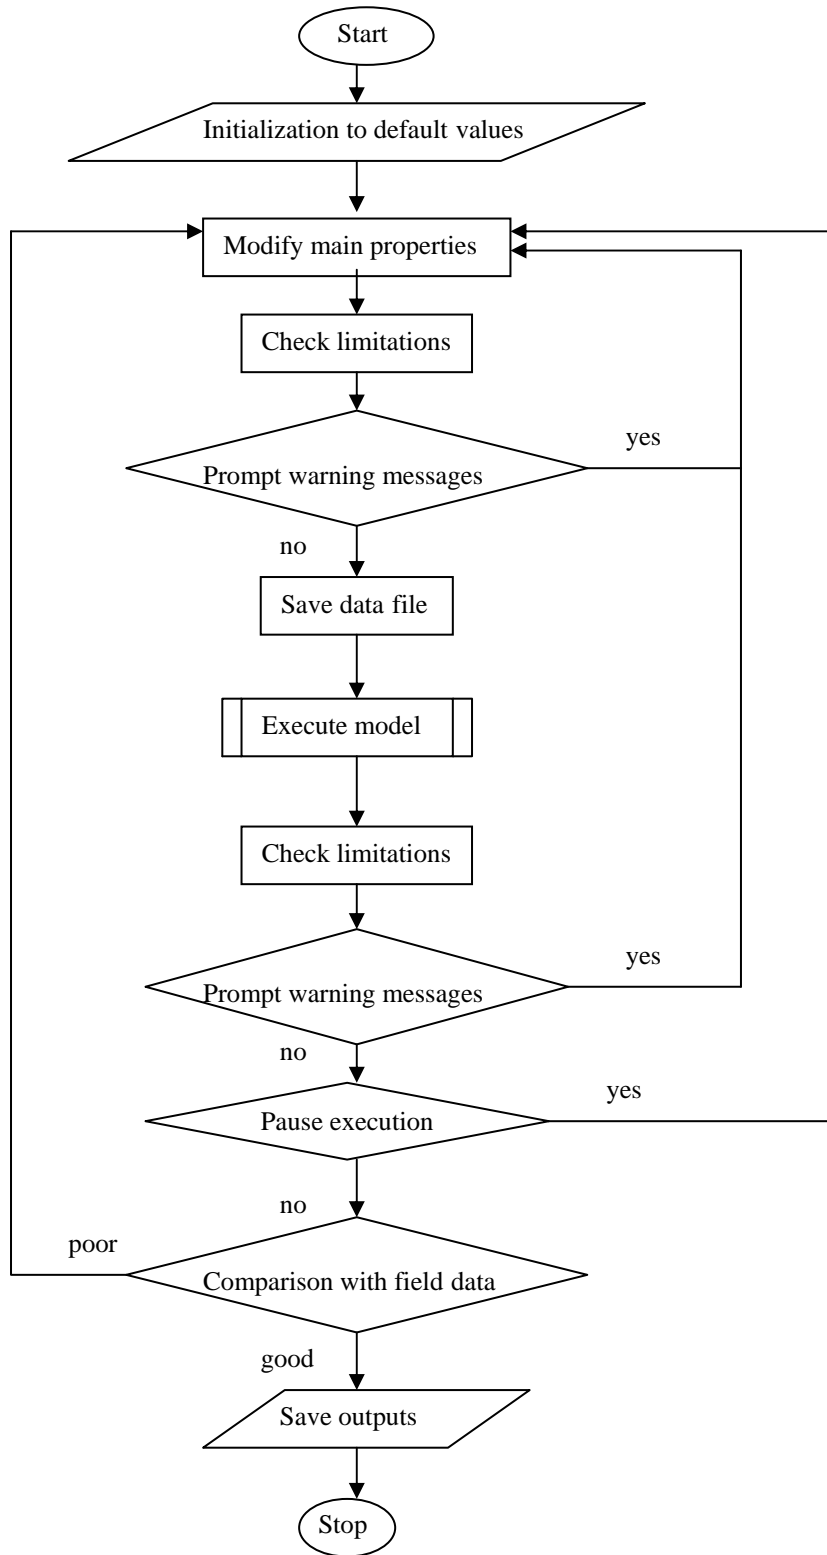 Start
Initialization to default values
Modify main properties
Check limitations
yes
Prompt warning messages
no
Save data file
Execute model
Check limitations
yes
Prompt warning messages
no
yes
Pause execution
no
poor
Comparison with field data
good
Save outputs
Stop